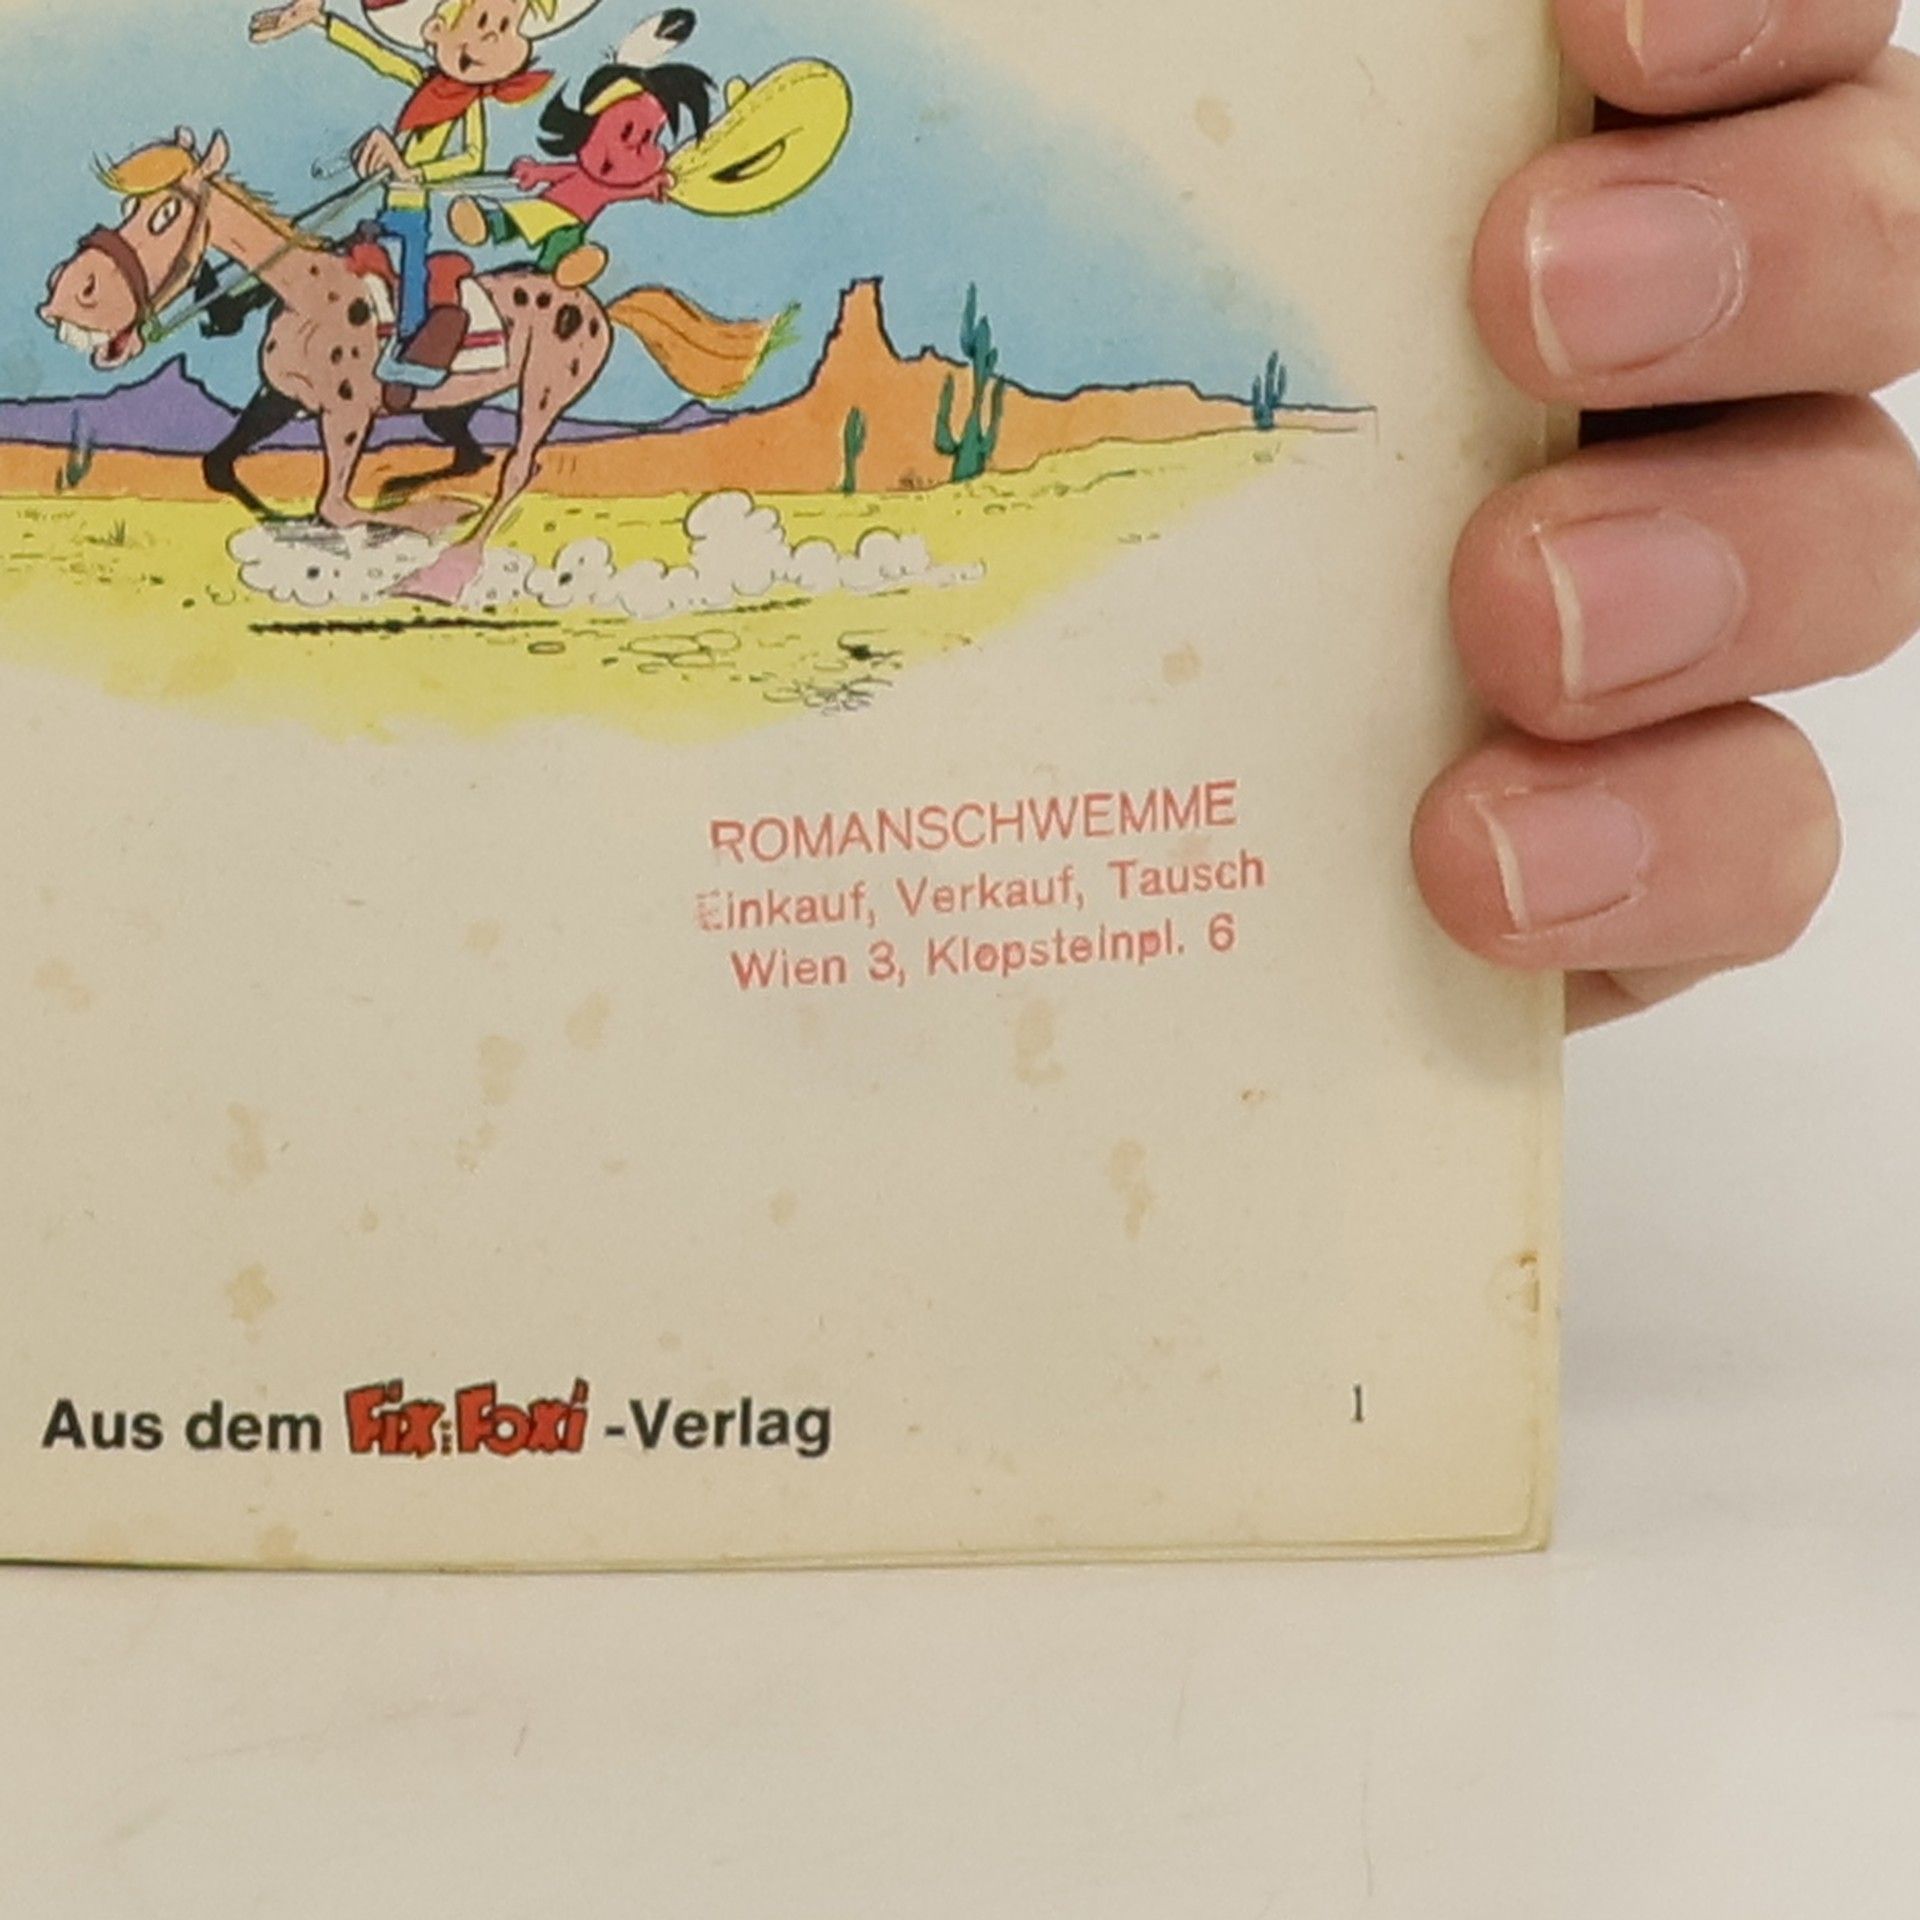 ROMANSCHWEMME
Einkauf, Verkauf, Tausch
Wien 3, Klopsteinpl. 6
Aus dem Fix und Foxi -Verlag
1